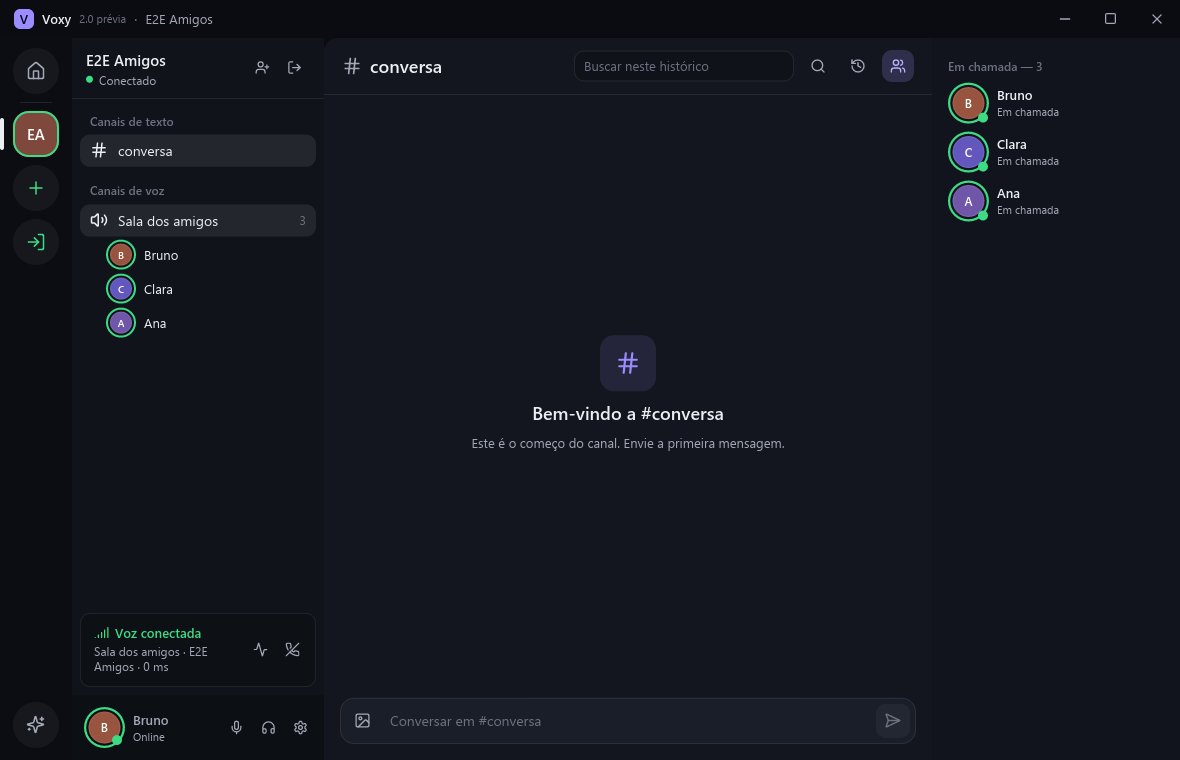 V Voxy 2.0 prévia · E2E Amigos
E2E Amigos
Conectado
EA
Canais de texto
conversa
Canais de voz
Sala dos amigos 3
B Bruno
C Clara
A Ana
Voz conectada
Sala dos amigos · E2E
Amigos · 0 ms
B Bruno
Online
# conversa
Buscar neste histórico
#
Bem-vindo a #conversa
Este é o começo do canal. Envie a primeira mensagem.
Conversar em #conversa
Em chamada — 3
B Bruno
Em chamada
C Clara
Em chamada
A Ana
Em chamada